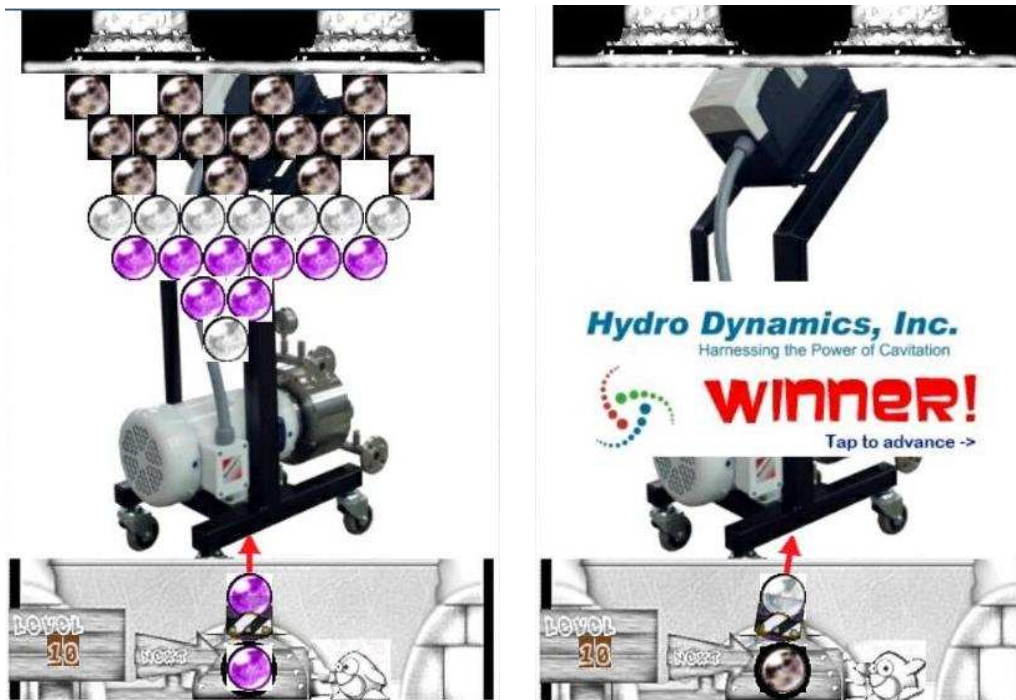 LEVEL
10
NEXT
Hydro Dynamics, Inc.
Harnessing the Power of Cavitation
WINNER!
Tap to advance ->
LEVEL
10
NEXT